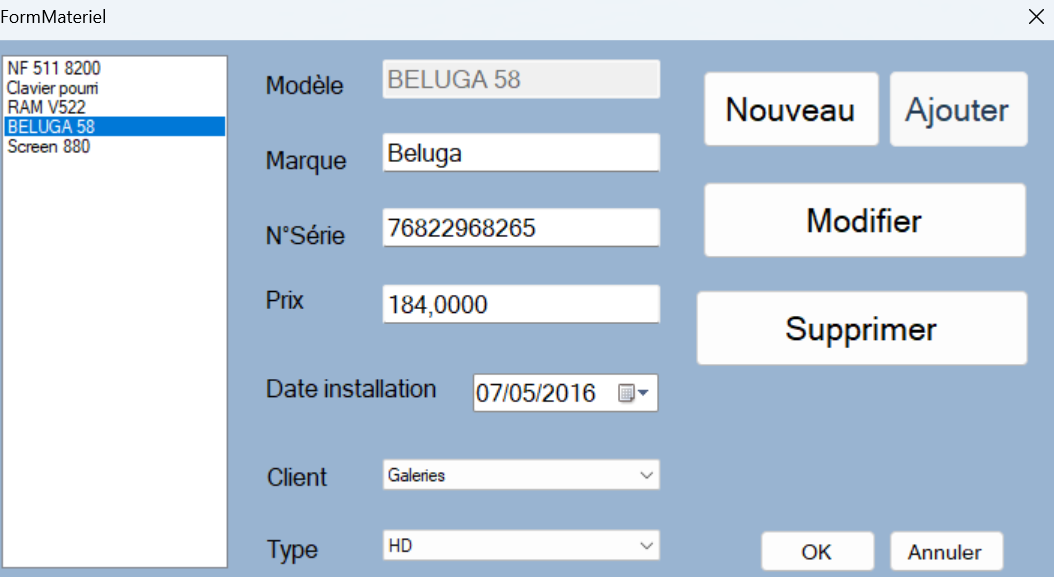 FormMateriel
NF 511 8200
Clavier pourri
RAM V522
BELUGA 58
Screen 880
Modèle
BELUGA 58
Marque
Beluga
N°Série
76822968265
Prix
184,0000
Date installation
07/05/2016
Client
Galeries
Type
HD
Nouveau
Ajouter
Modifier
Supprimer
OK
Annuler